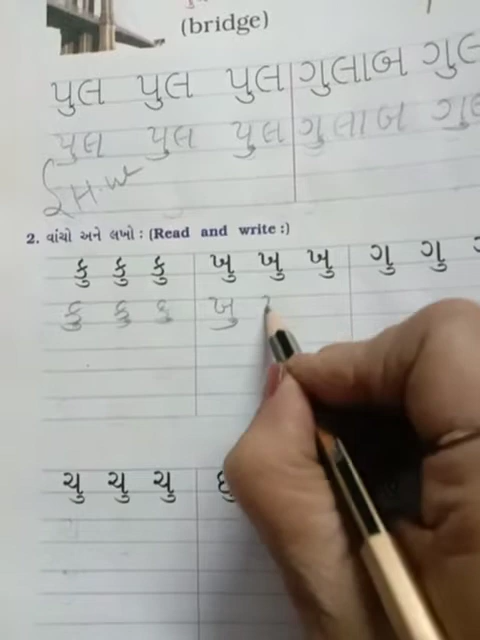 (bridge)
પુલ પુલ પુલ ગુલાબ
પુલ પુલ પુલ ગુલાબ
H.W
2. વાંચો અને લખો : (Read and write:)
કુ કુ કુ ખુ ખુ ખુ ગુ ગુ
કુ કુ કુ ખુ
ચુ ચુ ચુ